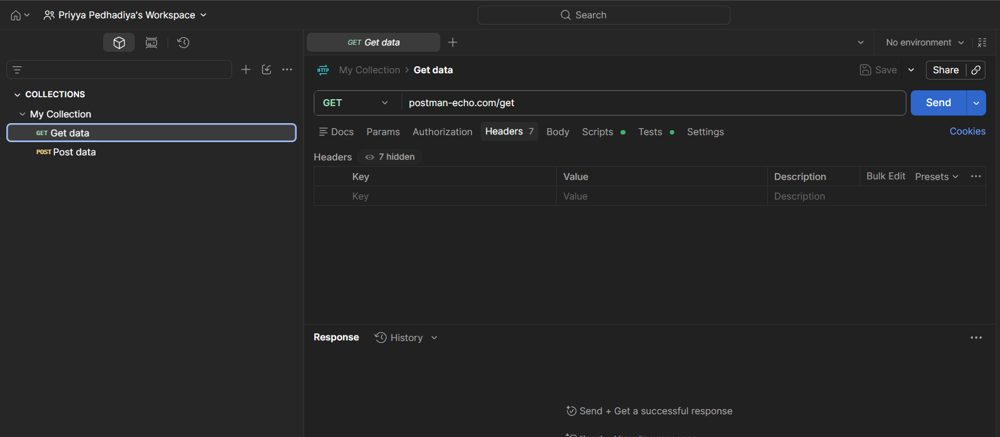 Priyya Pedhadiya's Workspace
Search
GET Get data
No environment
HTTP My Collection > Get data
Save
Share
COLLECTIONS
My Collection
GET Get data
POST Post data
GET
postman-echo.com/get
Send
Docs Params Authorization Headers 7 Body Scripts Tests Settings
Cookies
Headers 7 hidden
Key Value Description Bulk Edit Presets
Key Value Description
Response History
Send + Get a successful response